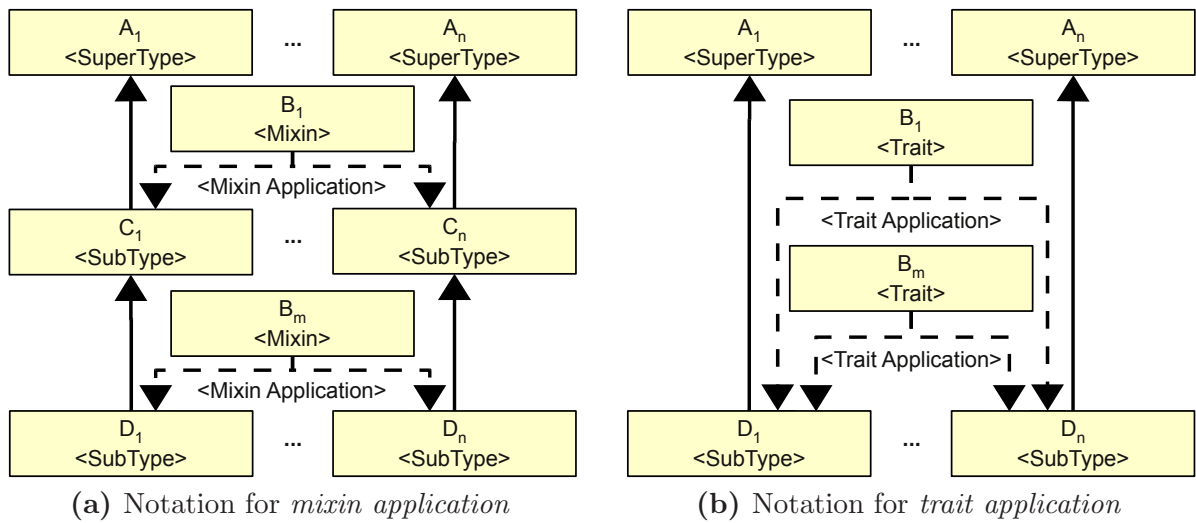 A1 ... An
<SuperType> <SuperType>
B1
<Mixin>
<Mixin Application>
C1 ... Cn
<SubType> <SubType>
Bm
<Mixin>
<Mixin Application>
D1 ... Dn
<SubType> <SubType>
(a) Notation for mixin application
A1 ... An
<SuperType> <SuperType>
B1
<Trait>
<Trait Application>
Bm
<Trait>
<Trait Application>
D1 ... Dn
<SubType> <SubType>
(b) Notation for trait application